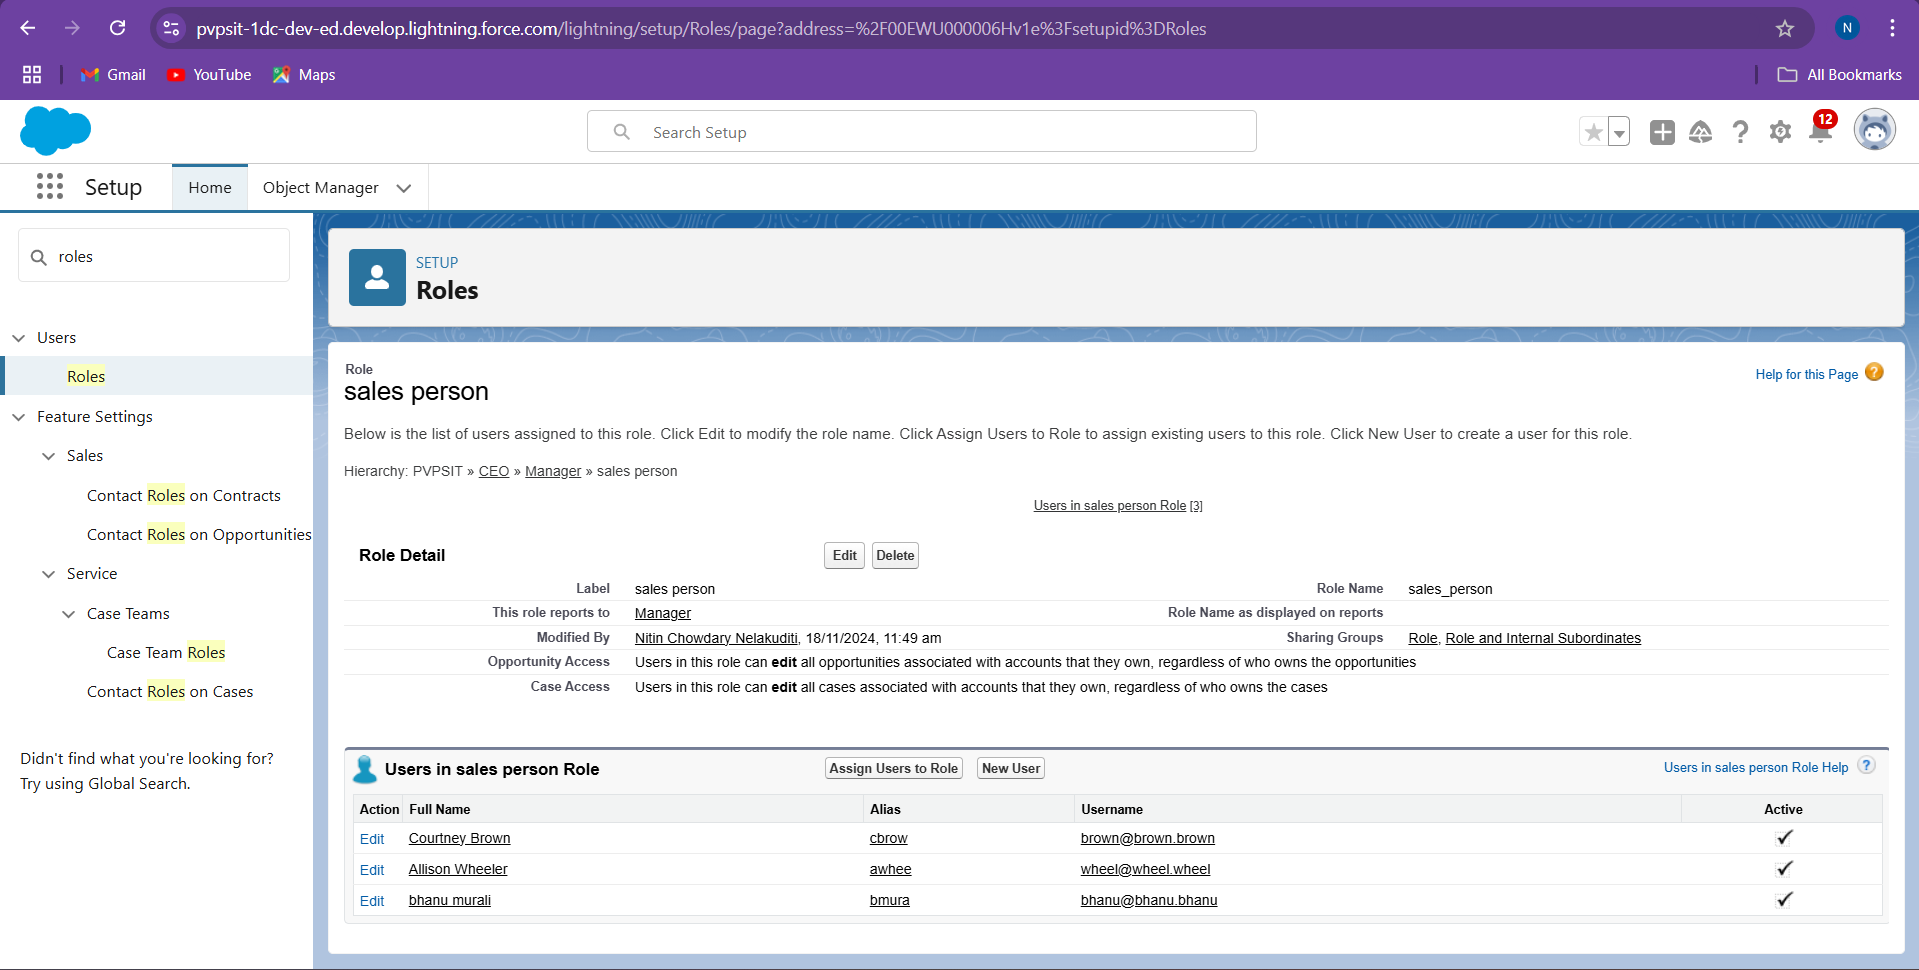 pvpsit-1dc-dev-ed.develop.lightning.force.com/lightning/setup/Roles/page?address=%2F00EWU000006Hv1e%3Fsetupid%3DRoles
N
Gmail
YouTube
Maps
All Bookmarks
Search Setup
12
Setup
Home
Object Manager
roles
Users
Roles
Feature Settings
Sales
Contact Roles on Contracts
Contact Roles on Opportunities
Service
Case Teams
Case Team Roles
Contact Roles on Cases
Didn't find what you're looking for?
Try using Global Search.
SETUP
Roles
Role
sales person
Help for this Page ?
Below is the list of users assigned to this role. Click Edit to modify the role name. Click Assign Users to Role to assign existing users to this role. Click New User to create a user for this role.
Hierarchy: PVPSIT » CEO » Manager » sales person
Users in sales person Role [3]
Role Detail Edit Delete
Label sales person Role Name sales_person
This role reports to Manager Role Name as displayed on reports
Modified By Nitin Chowdary Nelakuditi, 18/11/2024, 11:49 am Sharing Groups Role, Role and Internal Subordinates
Opportunity Access Users in this role can edit all opportunities associated with accounts that they own, regardless of who owns the opportunities
Case Access Users in this role can edit all cases associated with accounts that they own, regardless of who owns the cases
Users in sales person Role Assign Users to Role New User Users in sales person Role Help ?
Action Full Name Alias Username Active
Edit Courtney Brown cbrow brown@brown.brown
Edit Allison Wheeler awhee wheel@wheel.wheel
Edit bhanu murali bmura bhanu@bhanu.bhanu